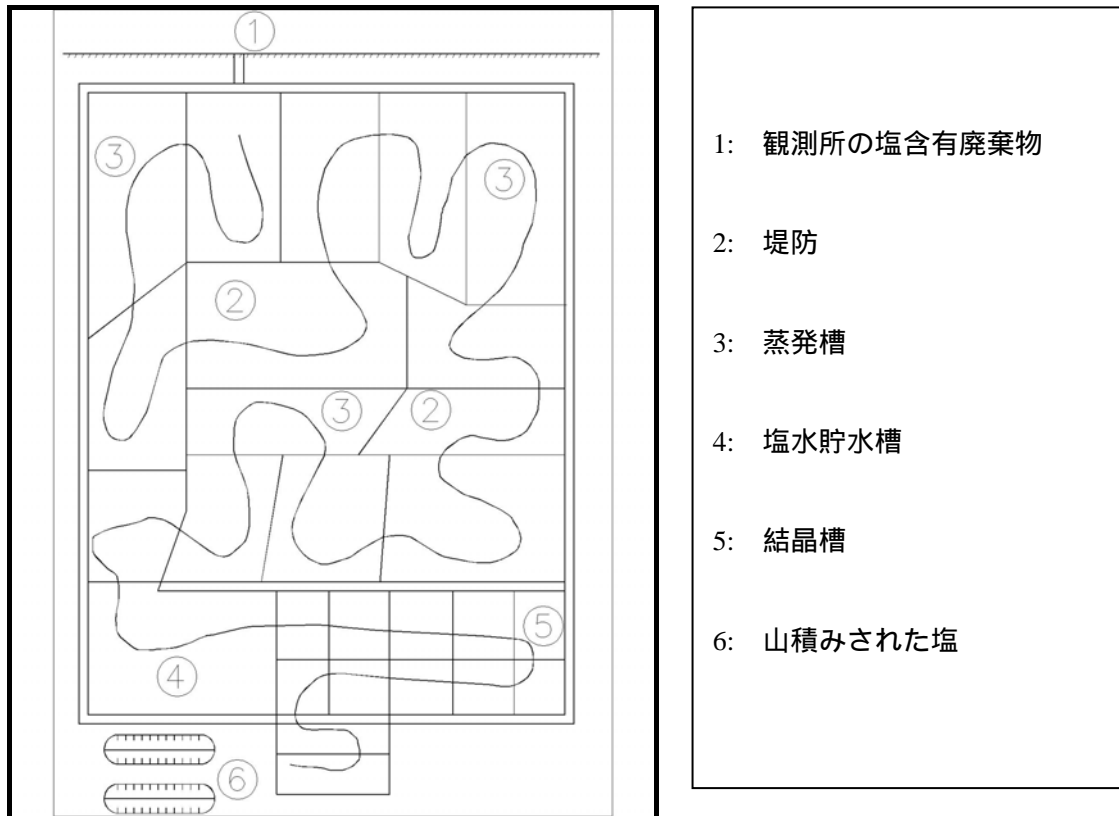 ①
③
③
②
③
②
⑤
④
⑥
1: 観測所の塩含有廃棄物
2: 堤防
3: 蒸発槽
4: 塩水貯水槽
5: 結晶槽
6: 山積みされた塩